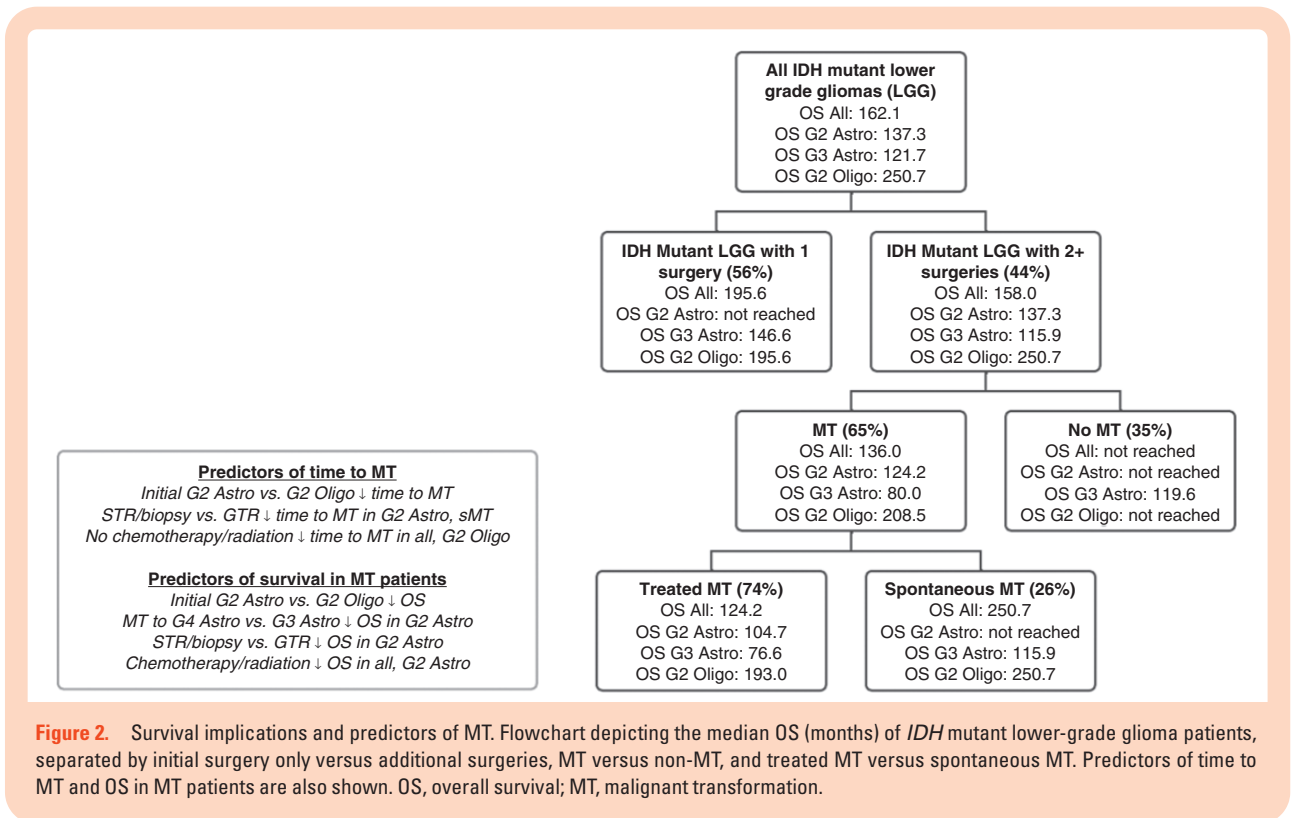 All IDH mutant lower
grade gliomas (LGG)
OS All: 162.1
OS G2 Astro: 137.3
OS G3 Astro: 121.7
OS G2 Oligo: 250.7
IDH Mutant LGG with 1
surgery (56%)
OS All: 195.6
OS G2 Astro: not reached
OS G3 Astro: 146.6
OS G2 Oligo: 195.6
IDH Mutant LGG with 2+
surgeries (44%)
OS All: 158.0
OS G2 Astro: 137.3
OS G3 Astro: 115.9
OS G2 Oligo: 250.7
MT (65%)
OS All: 136.0
OS G2 Astro: 124.2
OS G3 Astro: 80.0
OS G2 Oligo: 208.5
No MT (35%)
OS All: not reached
OS G2 Astro: not reached
OS G3 Astro: 119.6
OS G2 Oligo: not reached
Predictors of time to MT
Initial G2 Astro vs. G2 Oligo ↓ time to MT
STR/biopsy vs. GTR ↓ time to MT in G2 Astro, sMT
No chemotherapy/radiation ↓ time to MT in all, G2 Oligo
Predictors of survival in MT patients
Initial G2 Astro vs. G2 Oligo ↓ OS
MT to G4 Astro vs. G3 Astro ↓ OS in G2 Astro
STR/biopsy vs. GTR ↓ OS in G2 Astro
Chemotherapy/radiation ↓ OS in all, G2 Astro
Treated MT (74%)
OS All: 124.2
OS G2 Astro: 104.7
OS G3 Astro: 76.6
OS G2 Oligo: 193.0
Spontaneous MT (26%)
OS All: 250.7
OS G2 Astro: not reached
OS G3 Astro: 115.9
OS G2 Oligo: 250.7
Figure 2. Survival implications and predictors of MT. Flowchart depicting the median OS (months) of IDH mutant lower-grade glioma patients,
separated by initial surgery only versus additional surgeries, MT versus non-MT, and treated MT versus spontaneous MT. Predictors of time to
MT and OS in MT patients are also shown. OS, overall survival; MT, malignant transformation.